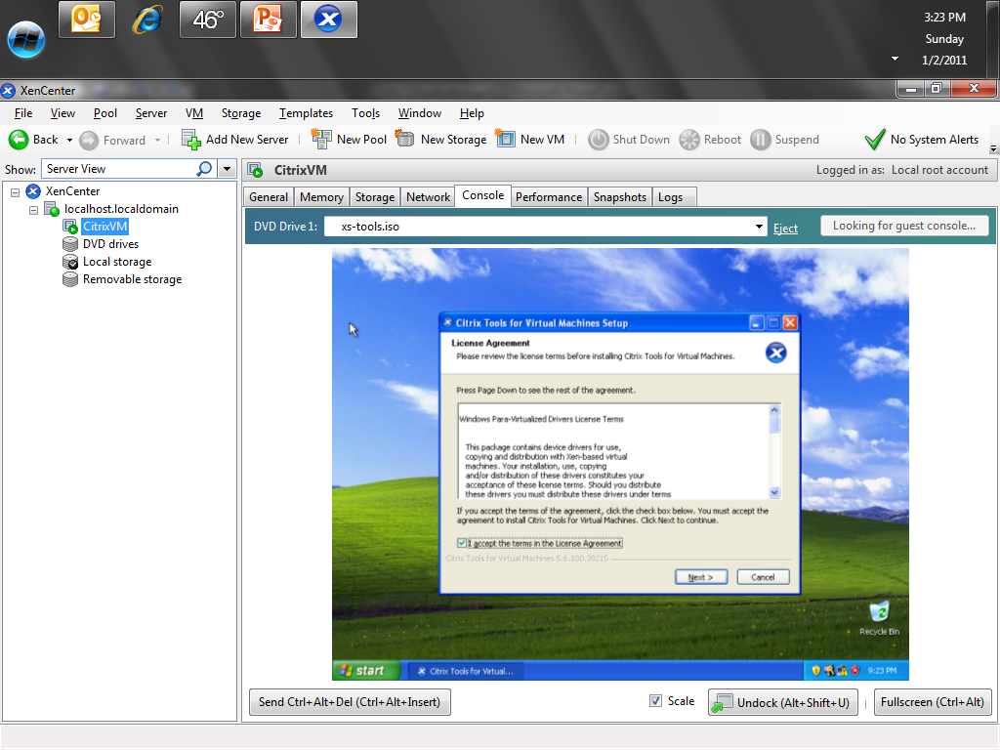 46°
3:23 PM
Sunday
1/2/2011
XenCenter
File View Pool Server VM Storage Templates Tools Window Help
Back Forward Add New Server New Pool New Storage New VM Shut Down Reboot Suspend No System Alerts
Show: Server View
CitrixVM Logged in as: Local root account
XenCenter
localhost.localdomain
CitrixVM
DVD drives
Local storage
Removable storage
General Memory Storage Network Console Performance Snapshots Logs
DVD Drive 1: xs-tools.iso Eject Looking for guest console...
Citrix Tools for Virtual Machines Setup
License Agreement
Please review the license terms before installing Citrix Tools for Virtual Machines.
Press Page Down to see the rest of the agreement.
Windows Para-Virtualized Drivers License Terms
This package contains device drivers for use,
copying and distribution with Xen-based virtual
machines. Your installation, use, copying
and/or distribution of these drivers constitutes your
acceptance of these license terms. Should you distribute
these drivers you must distribute these drivers under terms
If you accept the terms of the agreement, click the check box below. You must accept the
agreement to install Citrix Tools for Virtual Machines. Click Next to continue.
I accept the terms in the License Agreement
Citrix Tools for Virtual Machines 5.6.100.39215
Next > Cancel
Recycle Bin
start Citrix Tools for Virtual... 9:23 PM
Send Ctrl+Alt+Del (Ctrl+Alt+Insert) Scale Undock (Alt+Shift+U) Fullscreen (Ctrl+Alt)